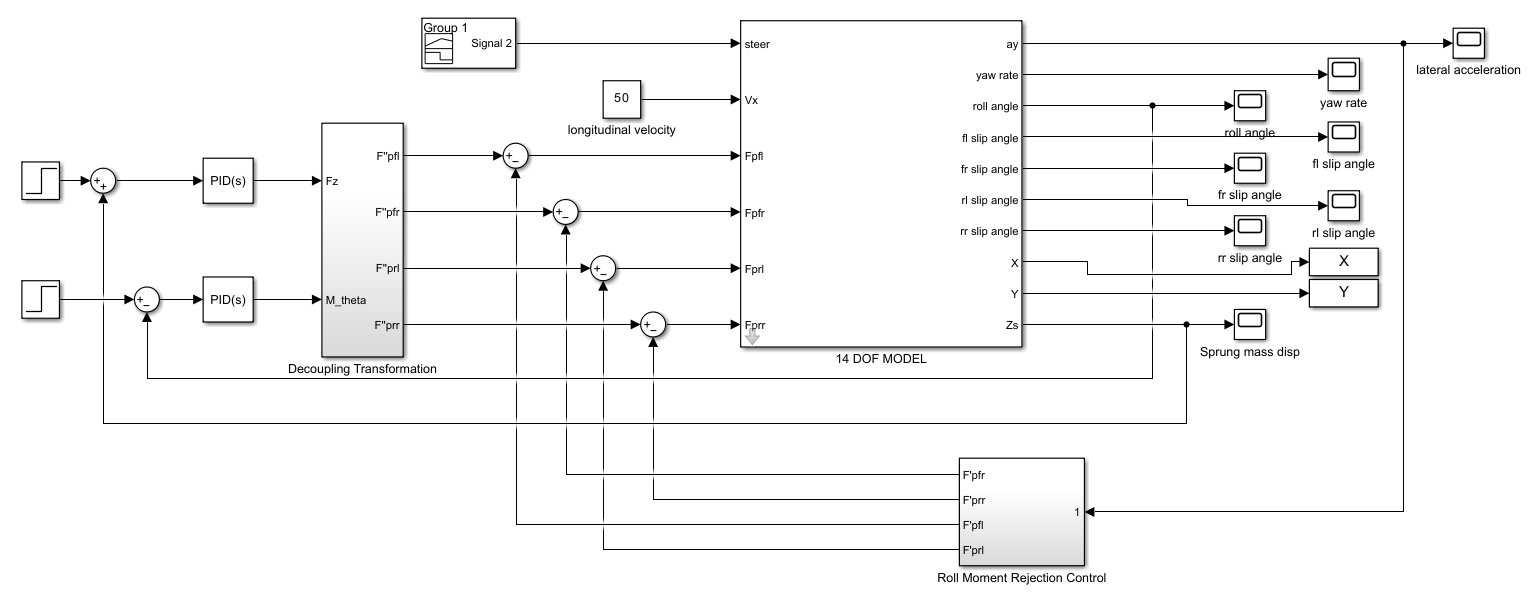 Group 1
Signal 2
50
longitudinal velocity
steer
Vx
Fpfl
Fpfr
Fprl
Fprr
ay
yaw rate
roll angle
fl slip angle
fr slip angle
rl slip angle
rr slip angle
X
Y
Zs
14 DOF MODEL
lateral acceleration
yaw rate
roll angle
fl slip angle
fr slip angle
rl slip angle
rr slip angle
X
Y
Sprung mass disp
+
+
PID(s)
+
−
PID(s)
Fz
M_theta
F"pfl
F"pfr
F"prl
F"prr
Decoupling Transformation
+
−
+
−
+
−
+
−
F'pfr
F'prr
F'pfl
F'prl
1
Roll Moment Rejection Control